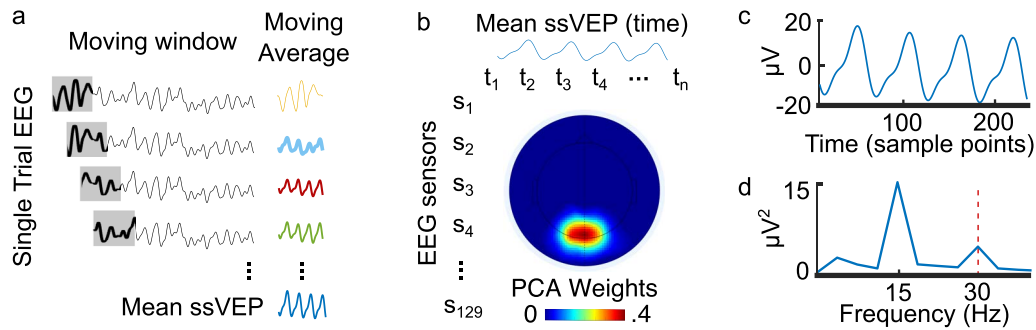 a
Moving window
Moving
Average
Single Trial EEG
Mean ssVEP
b
Mean ssVEP (time)
t1 t2 t3 t4 ... tn
EEG sensors
s1
s2
s3
s4
s129
PCA Weights
0 .4
c
µV
20
0
-20
100 200
Time (sample points)
d
µV²
15
0
15 30
Frequency (Hz)